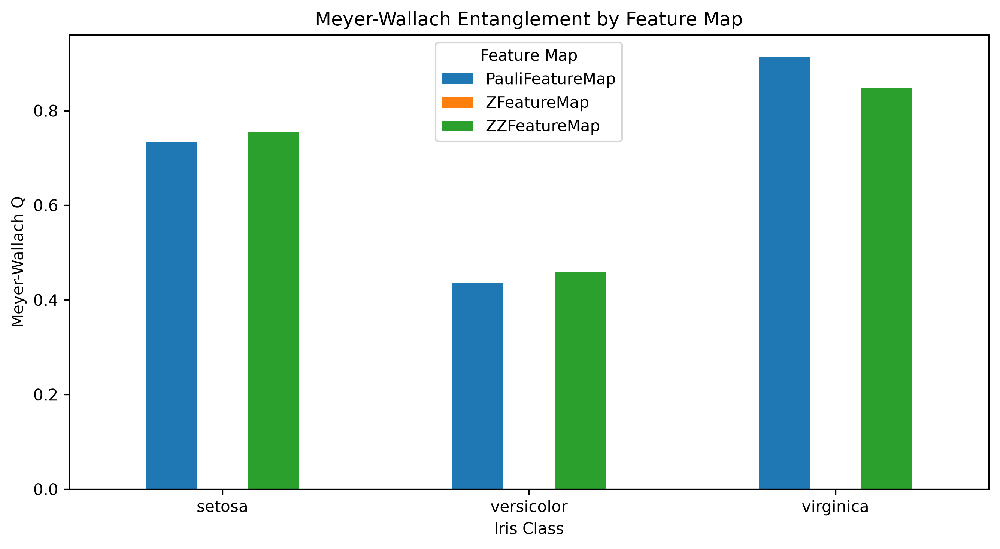 Meyer-Wallach Entanglement by Feature Map
Feature Map
PauliFeatureMap
ZFeatureMap
ZZFeatureMap
Meyer-Wallach Q
0.8
0.6
0.4
0.2
0.0
setosa
versicolor
virginica
Iris Class